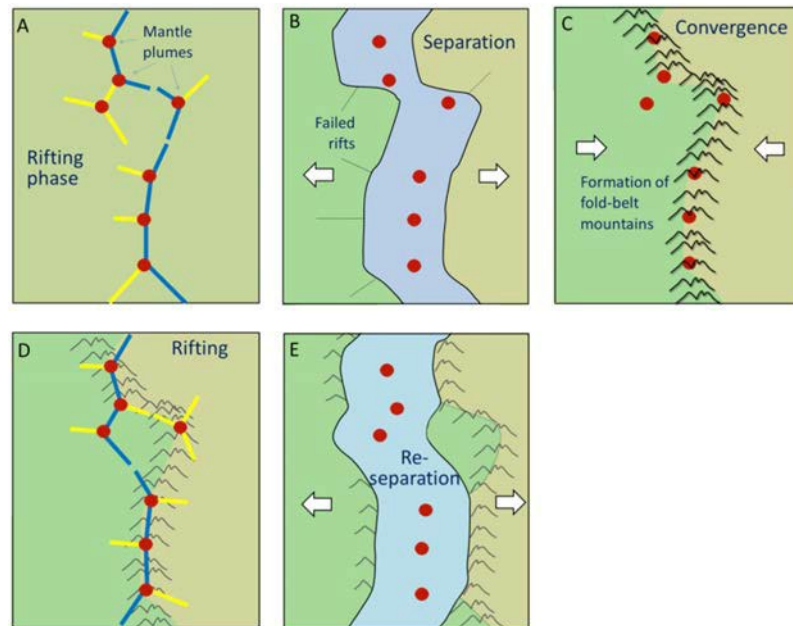 A
Mantle
plumes
Rifting
phase
B
Separation
Failed
rifts
C
Convergence
Formation of
fold-belt
mountains
D
Rifting
E
Re-
separation